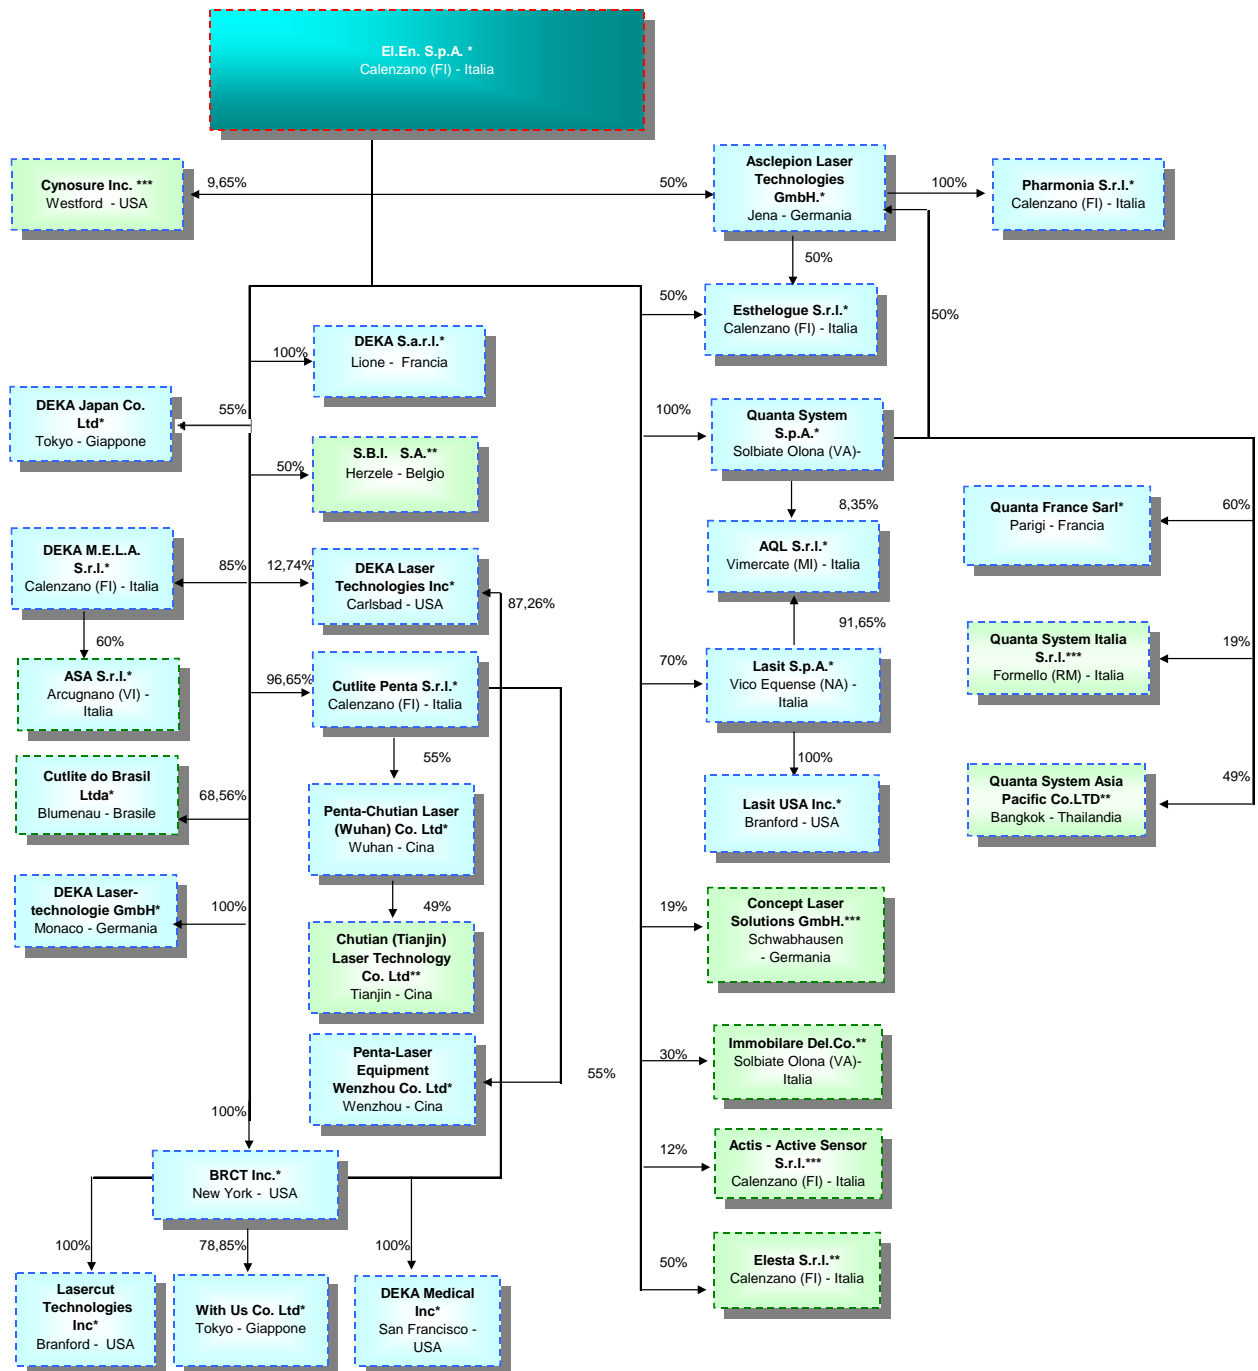 El.En. S.p.A. *
Calenzano (FI) - Italia
Cynosure Inc. ***
Westford - USA
9,65%
50%
Asclepion Laser
Technologies
GmbH.*
Jena - Germania
100%
Pharmonia S.r.l.*
Calenzano (FI) - Italia
50%
50%
Esthelogue S.r.l.*
Calenzano (FI) - Italia
50%
100%
DEKA S.a.r.l.*
Lione - Francia
DEKA Japan Co.
Ltd*
Tokyo - Giappone
55%
50%
S.B.I. S.A.**
Herzele - Belgio
100%
Quanta System
S.p.A.*
Solbiate Olona (VA)-
8,35%
AQL S.r.l.*
Vimercate (MI) - Italia
91,65%
Quanta France Sarl*
Parigi - Francia
60%
DEKA M.E.L.A.
S.r.l.*
Calenzano (FI) - Italia
85%
12,74%
DEKA Laser
Technologies Inc*
Carlsbad - USA
87,26%
60%
ASA S.r.l.*
Arcugnano (VI) -
Italia
96,65%
Cutlite Penta S.r.l.*
Calenzano (FI) - Italia
70%
Lasit S.p.A.*
Vico Equense (NA) -
Italia
Quanta System Italia
S.r.l.***
Formello (RM) - Italia
19%
55%
100%
Cutlite do Brasil
Ltda*
Blumenau - Brasile
68,56%
Penta-Chutian Laser
(Wuhan) Co. Ltd*
Wuhan - Cina
Lasit USA Inc.*
Branford - USA
Quanta System Asia
Pacific Co.LTD**
Bangkok - Thailandia
49%
DEKA Laser-
technologie GmbH*
Monaco - Germania
100%
49%
Chutian (Tianjin)
Laser Technology
Co. Ltd**
Tianjin - Cina
19%
Concept Laser
Solutions GmbH.***
Schwabhausen
- Germania
Penta-Laser
Equipment
Wenzhou Co. Ltd*
Wenzhou - Cina
55%
30%
Immobilare Del.Co.**
Solbiate Olona (VA)-
Italia
100%
BRCT Inc.*
New York - USA
12%
Actis - Active Sensor
S.r.l.***
Calenzano (FI) - Italia
100%
78,85%
100%
50%
Elesta S.r.l.**
Calenzano (FI) - Italia
Lasercut
Technologies
Inc*
Branford - USA
With Us Co. Ltd*
Tokyo - Giappone
DEKA Medical
Inc*
San Francisco -
USA